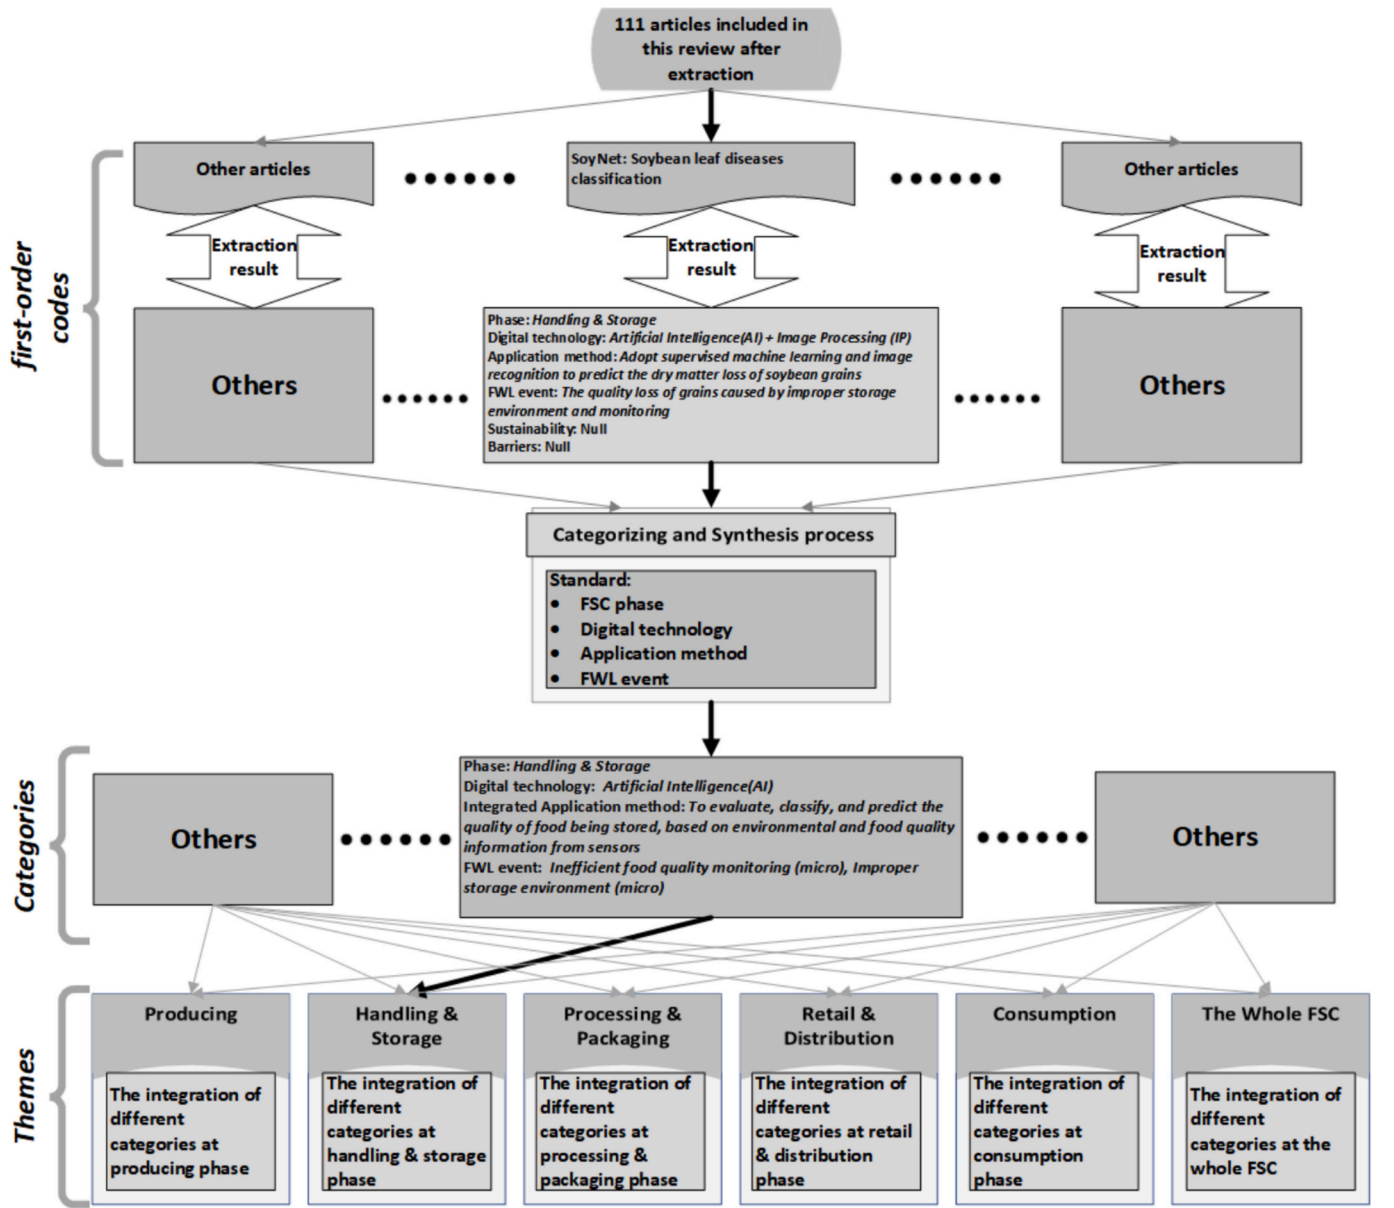 111 articles included in
this review after
extraction
first-order
codes
Other articles
SoyNet: Soybean leaf diseases
classification
Other articles
Extraction
result
Extraction
result
Extraction
result
Others
Phase: Handling & Storage
Digital technology: Artificial Intelligence(AI) + Image Processing (IP)
Application method: Adopt supervised machine learning and image
recognition to predict the dry matter loss of soybean grains
FWL event: The quality loss of grains caused by improper storage
environment and monitoring
Sustainability: Null
Barriers: Null
Others
Categorizing and Synthesis process
Standard:
• FSC phase
• Digital technology
• Application method
• FWL event
Categories
Others
Phase: Handling & Storage
Digital technology: Artificial Intelligence(AI)
Integrated Application method: To evaluate, classify, and predict the
quality of food being stored, based on environmental and food quality
information from sensors
FWL event: Inefficient food quality monitoring (micro), Improper
storage environment (micro)
Others
Themes
Producing
The integration of
different
categories at
producing phase
Handling &
Storage
The integration of
different
categories at
handling & storage
phase
Processing &
Packaging
The integration of
different
categories at
processing &
packaging phase
Retail &
Distribution
The integration of
different
categories at retail
& distribution
phase
Consumption
The integration of
different
categories at
consumption
phase
The Whole FSC
The integration of
different
categories at the
whole FSC